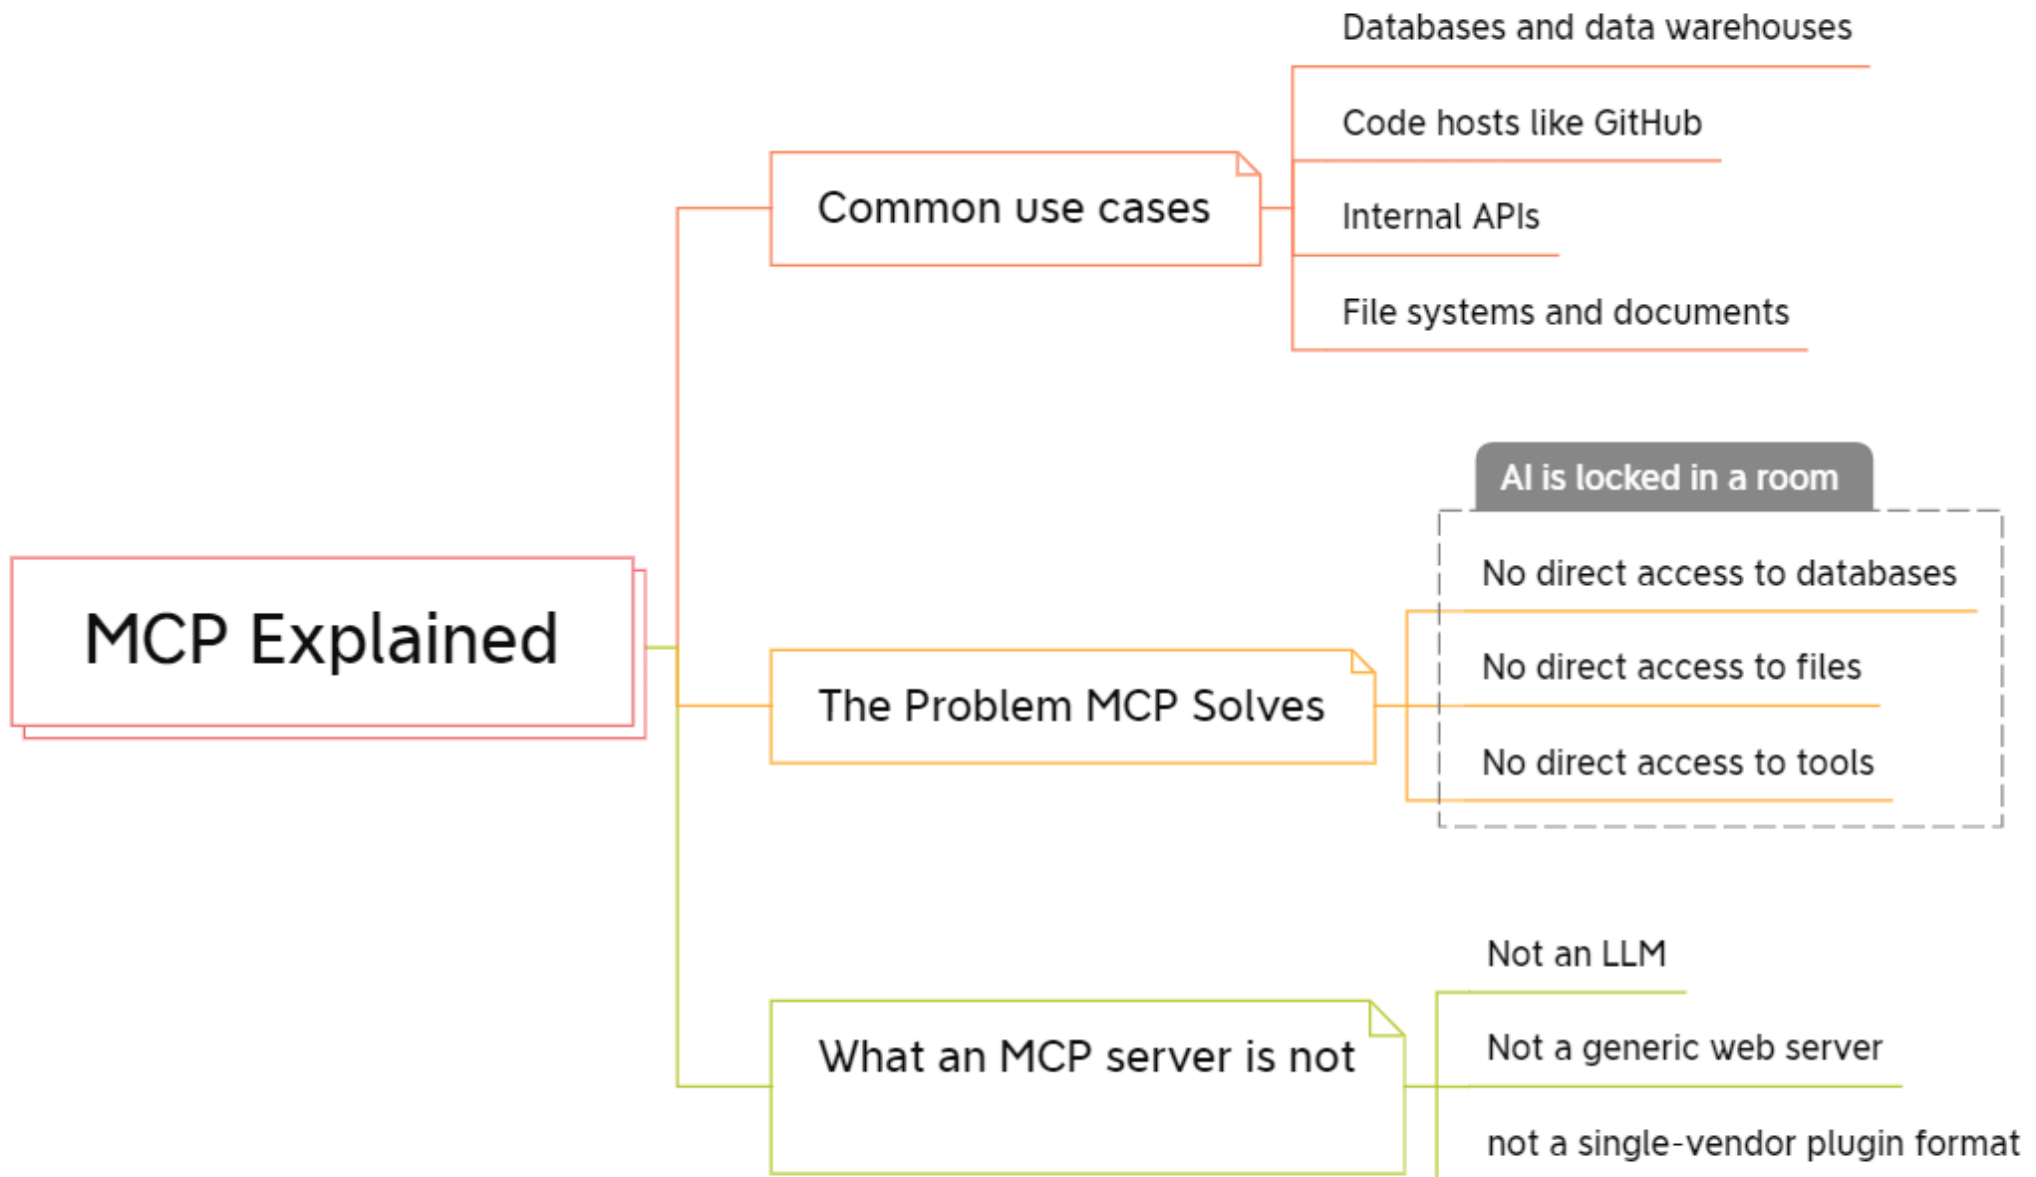 Databases and data warehouses
Code hosts like GitHub
Common use cases
Internal APIs
File systems and documents
AI is locked in a room
No direct access to databases
MCP Explained
No direct access to files
The Problem MCP Solves
No direct access to tools
Not an LLM
What an MCP server is not
Not a generic web server
not a single-vendor plugin format